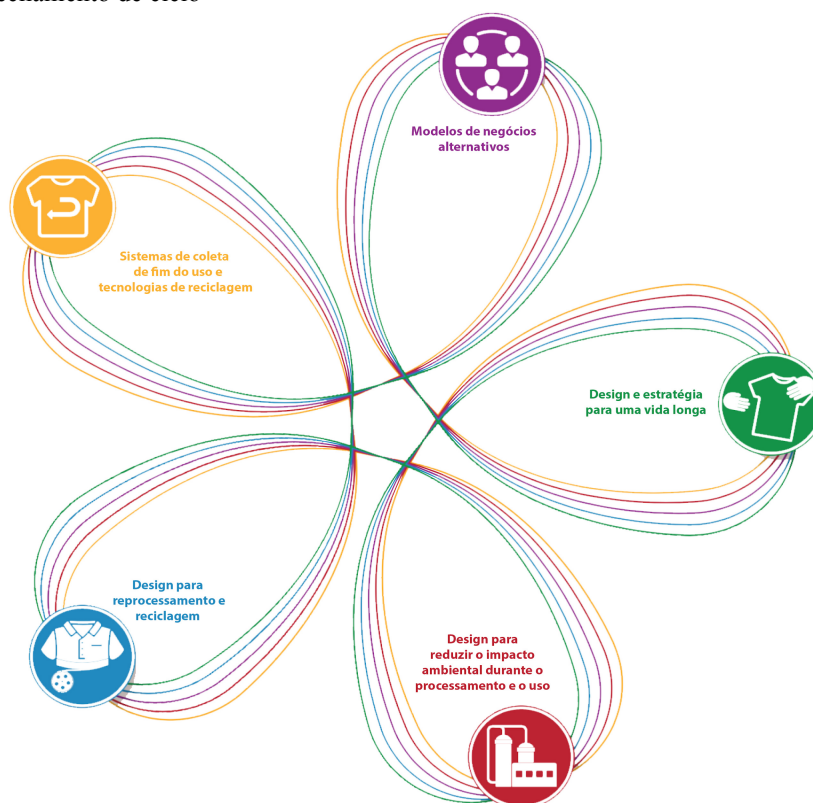 Modelos de negócios
alternativos
Sistemas de coleta
de fim do uso e
tecnologias de reciclagem
Design e estratégia
para uma vida longa
Design para
reprocessamento e
reciclagem
Design para
reduzir o impacto
ambiental durante o
processamento e o uso